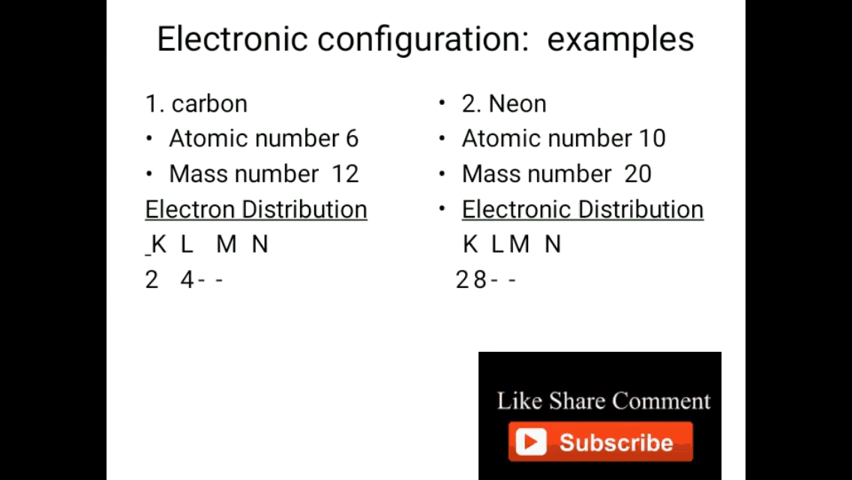 Electronic configuration: examples
1. carbon
• Atomic number 6
• Mass number 12
Electron Distribution
_K L M N
2 4- -
• 2. Neon
• Atomic number 10
• Mass number 20
• Electronic Distribution
K L M N
2 8- -
Like Share Comment
Subscribe